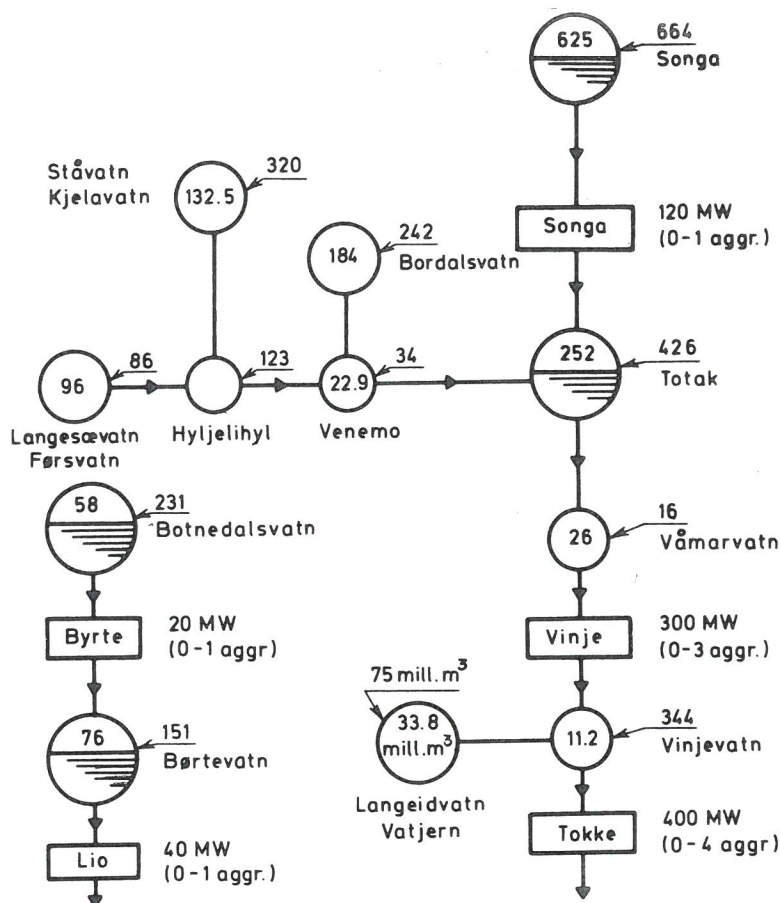 625
664
Songa
Ståvatn
Kjelavatn
320
132.5
Songa
120 MW
(0-1 aggr.)
242
Bordalsvatn
184
86
96
123
34
22.9
252
426
Totak
Langesævatn
Førsvatn
Hyljelihyl
Venemo
58
231
Botnedalsvatn
26
16
Våmarvatn
Byrte
20 MW
(0-1 aggr)
Vinje
300 MW
(0-3 aggr.)
75 mill. m³
76
151
Børtevatn
33.8
mill.m³
11.2
344
Vinjevatn
Langeidvatn
Vatjern
Lio
40 MW
(0-1 aggr.)
Tokke
400 MW
(0-4 aggr)